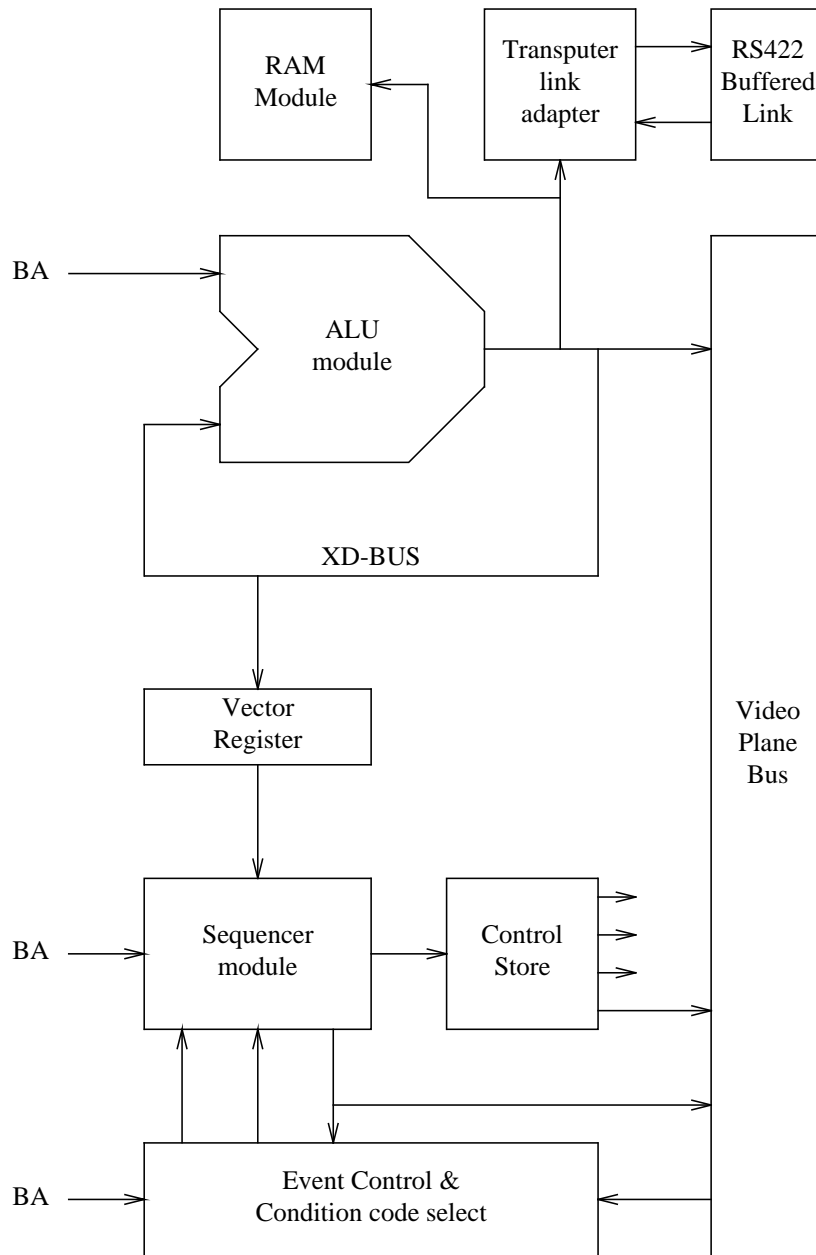 RAM
Module
Transputer
link
adapter
RS422
Buffered
Link
BA
ALU
module
XD-BUS
Vector
Register
Video
Plane
Bus
BA
Sequencer
module
Control
Store
BA
Event Control &
Condition code select